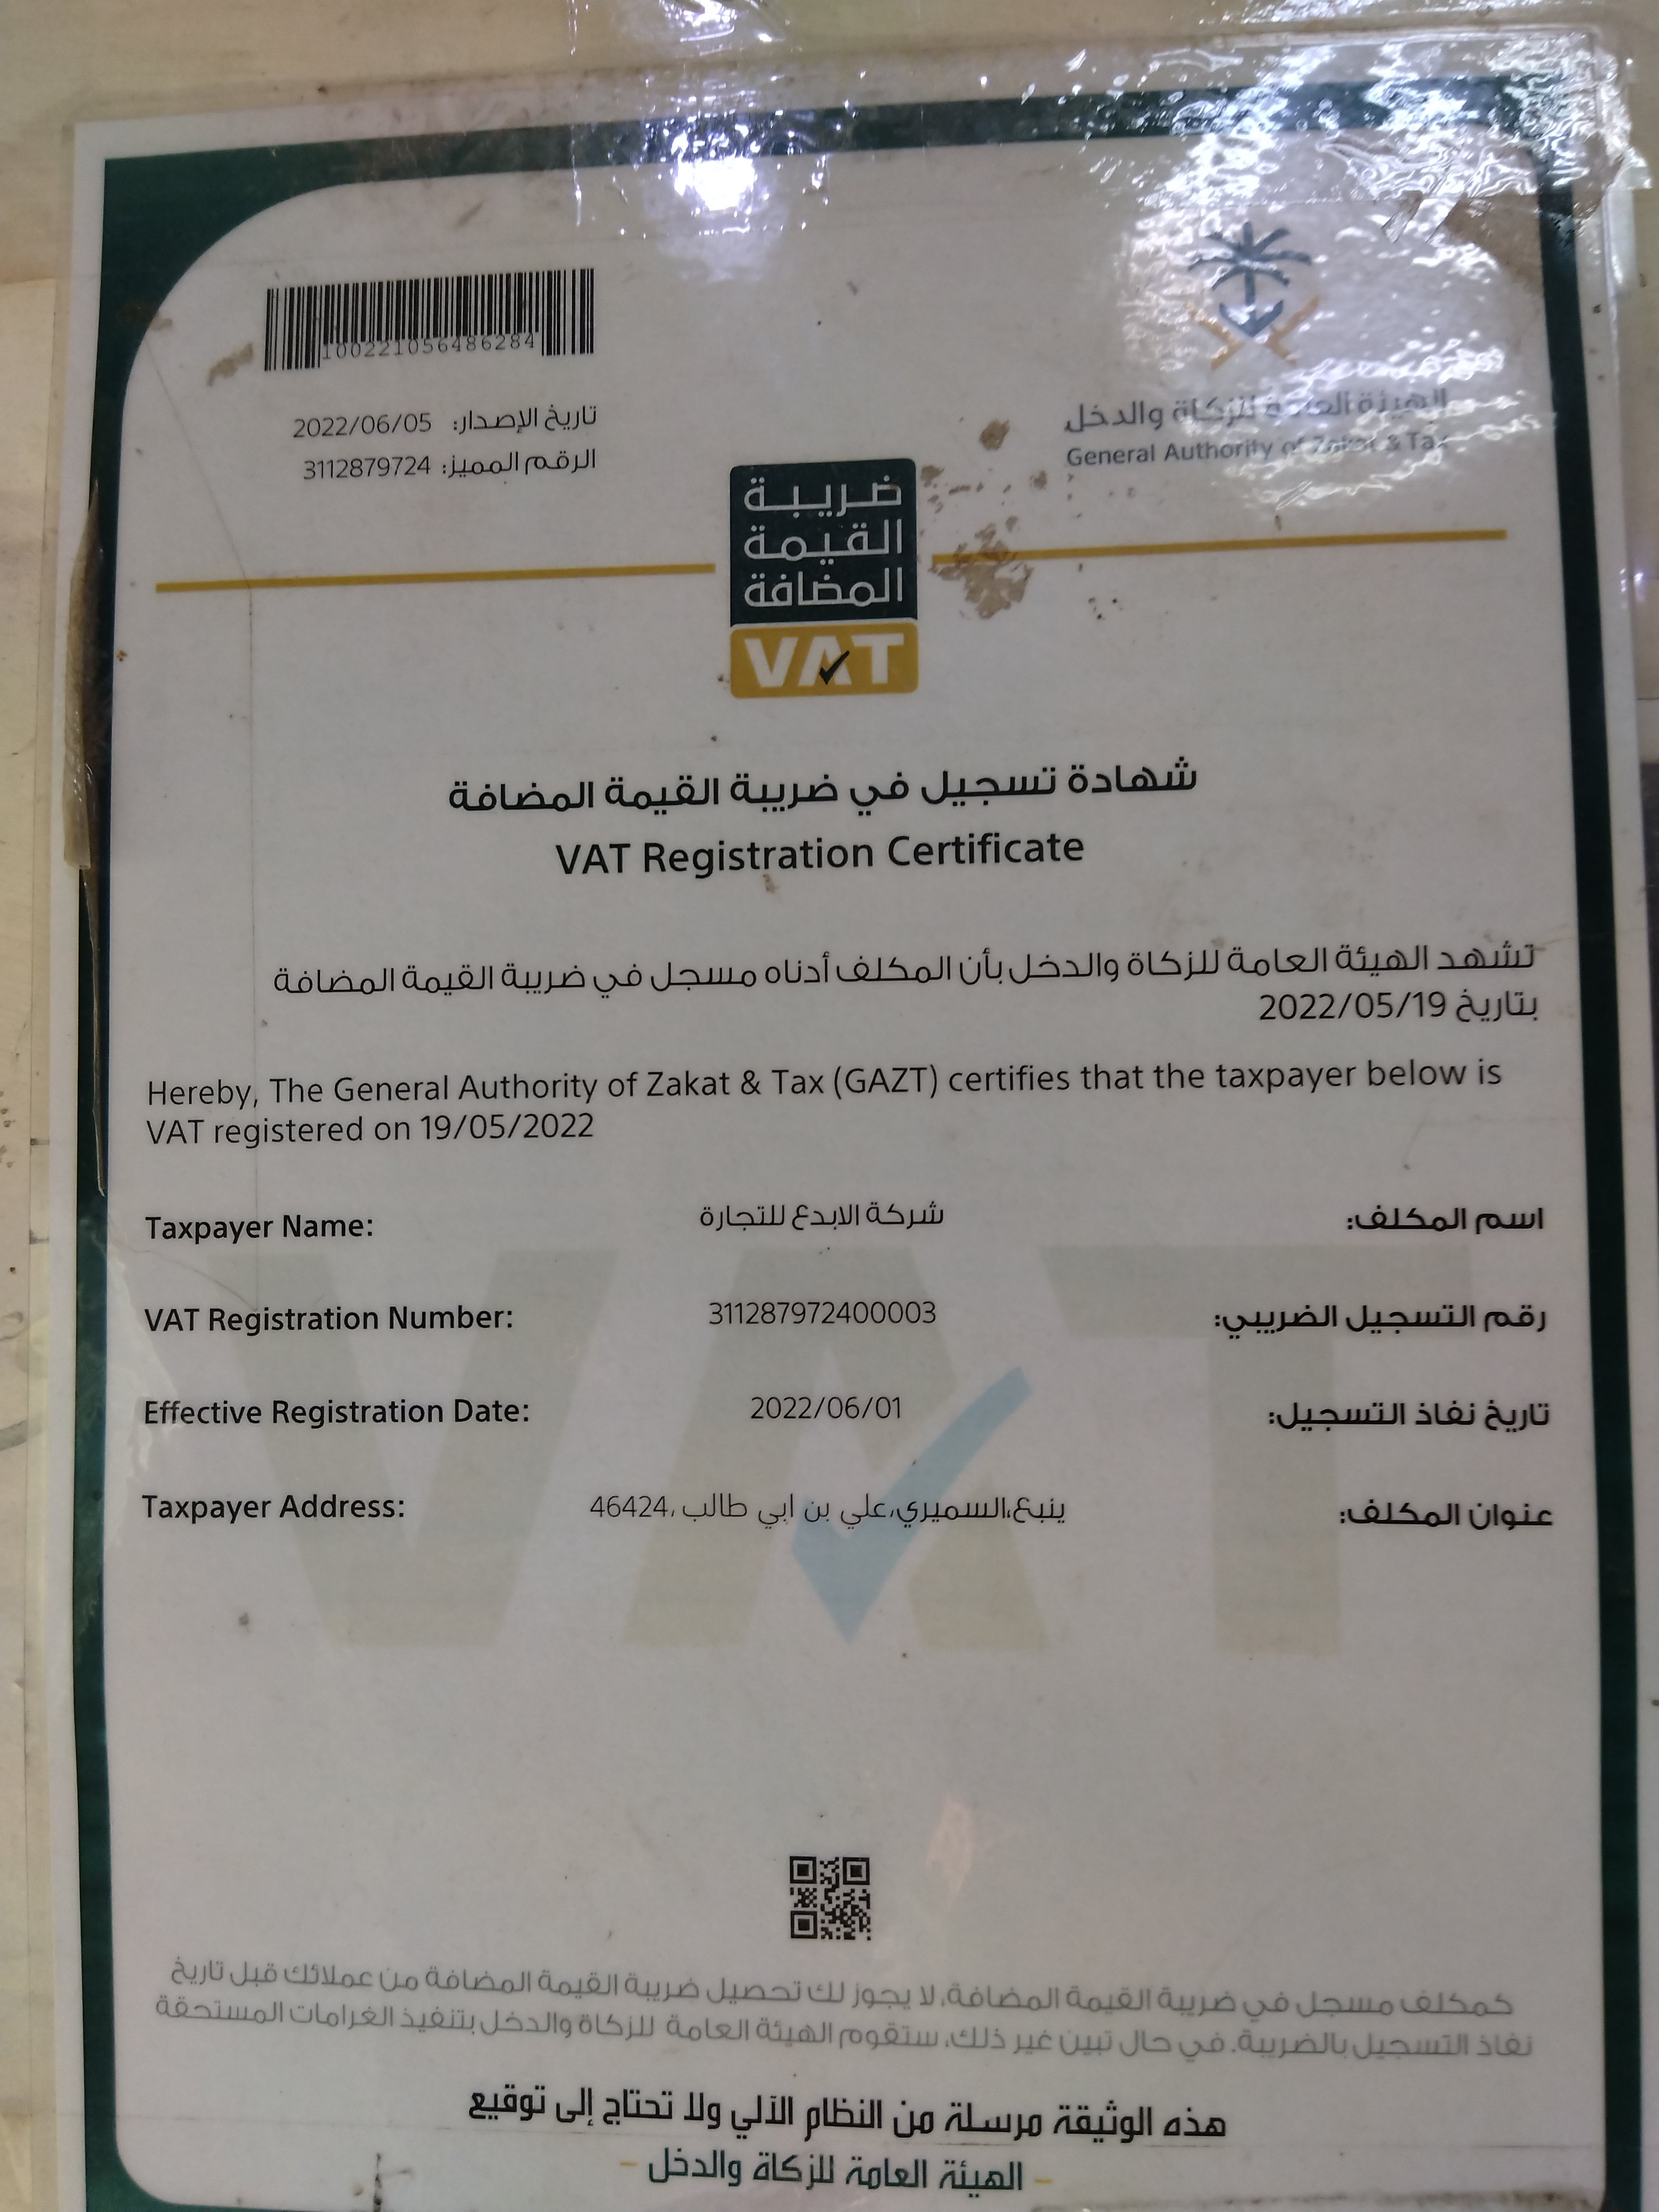 100221056486284
تاريخ الإصدار: 2022/06/05
الرقم المميز: 3112879724
الهيئة العامة للزكاة والدخل
General Authority of Zakat & Tax
ضريبة
القيمة
المضافة
VAT
شهادة تسجيل في ضريبة القيمة المضافة
VAT Registration Certificate
تشهد الهيئة العامة للزكاة والدخل بأن المكلف أدناه مسجل في ضريبة القيمة المضافة
بتاريخ 2022/05/19
Hereby, The General Authority of Zakat & Tax (GAZT) certifies that the taxpayer below is
VAT registered on 19/05/2022
Taxpayer Name: شركة الابدع للتجارة اسم المكلف:
VAT Registration Number: 311287972400003 رقم التسجيل الضريبي:
Effective Registration Date: 2022/06/01 تاريخ نفاذ التسجيل:
Taxpayer Address: ينبع،السميري،علي بن ابي طالب ،46424 عنوان المكلف:
كمكلف مسجل في ضريبة القيمة المضافة، لا يجوز لك تحصيل ضريبة القيمة المضافة من عملائك قبل تاريخ
نفاذ التسجيل بالضريبة. في حال تبين غير ذلك، ستقوم الهيئة العامة للزكاة والدخل بتنفيذ الغرامات المستحقة
هذه الوثيقة مرسلة من النظام الآلي ولا تحتاج إلى توقيع
- الهيئة العامة للزكاة والدخل -